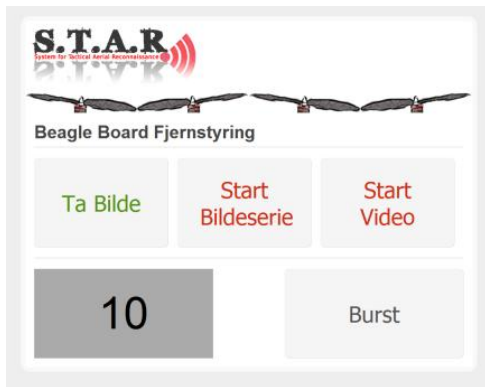 S.T.A.R
System for Tactical Aerial Reconnaissance
Beagle Board Fjernstyring
Ta Bilde
Start
Bildeserie
Start
Video
10
Burst